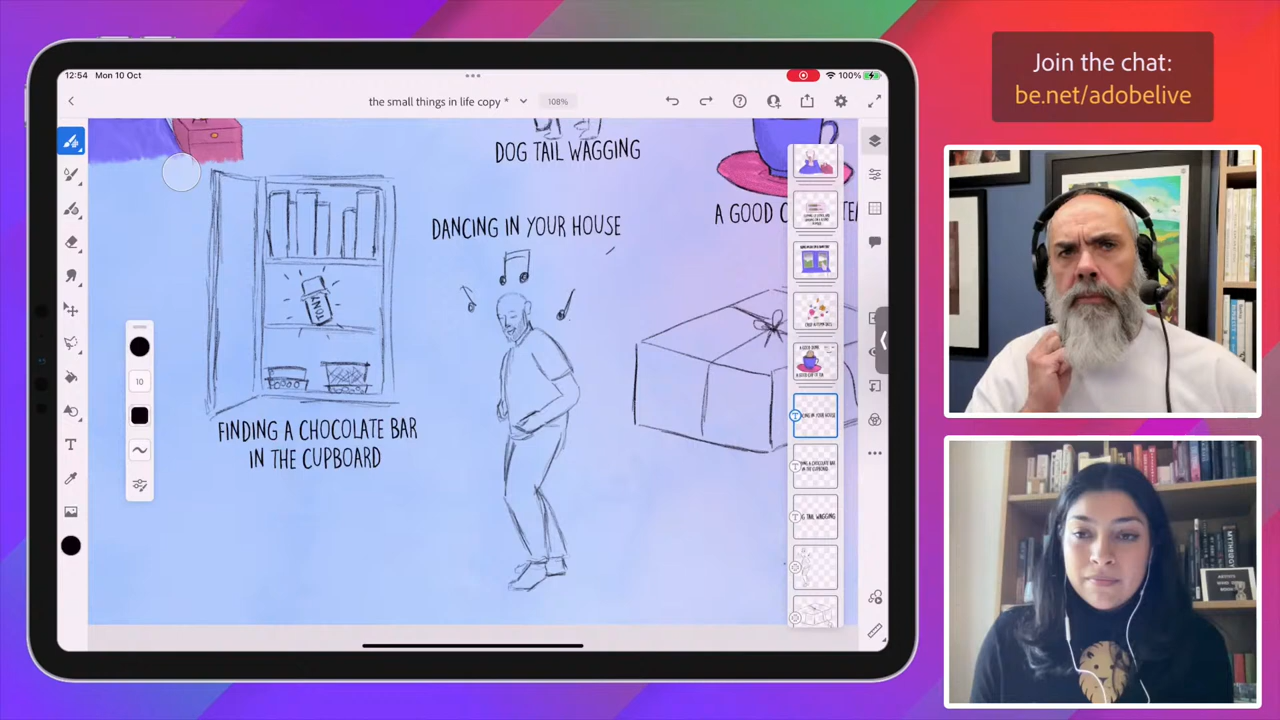 12:54 Mon 10 Oct
100%
the small things in life copy *
108%
DOG TAIL WAGGING
DANCING IN YOUR HOUSE
A GOOD
TONY
10
FINDING A CHOCOLATE BAR
IN THE CUPBOARD
Join the chat:
be.net/adobelive